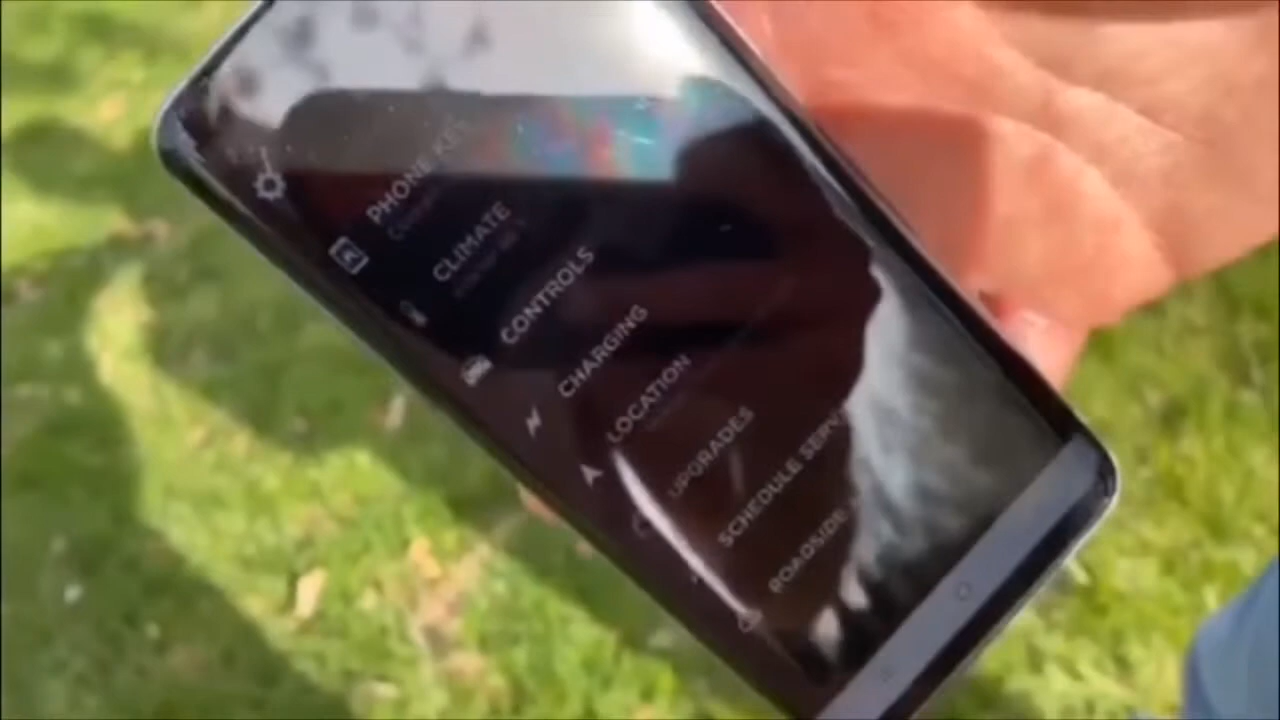 PHONE KEY
CLIMATE
CONTROLS
CHARGING
LOCATION
UPGRADES
SCHEDULE SERV
ROADSIDE